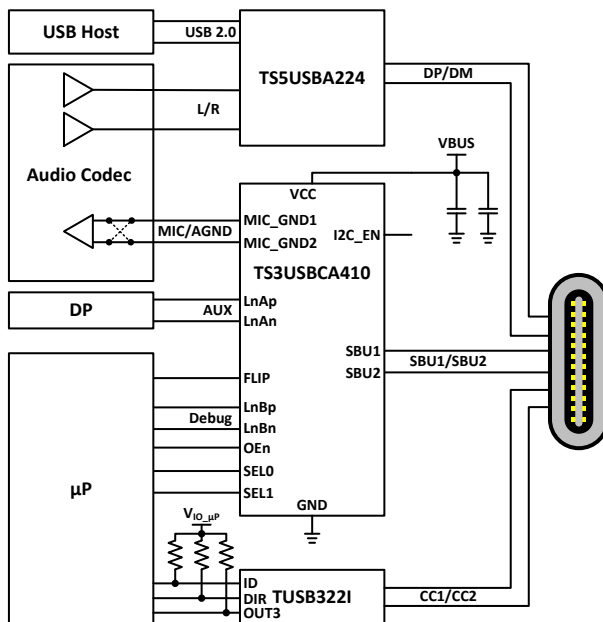 USB Host
USB 2.0
TS5USBA224
DP/DM
L/R
Audio Codec
VBUS
VCC
MIC_GND1
MIC/AGND
MIC_GND2
I2C_EN
TS3USBCA410
DP
AUX
LnAp
LnAn
SBU1
SBU2
SBU1/SBU2
FLIP
LnBp
Debug
LnBn
OEn
SEL0
SEL1
µP
GND
VIO_µP
ID
DIR
OUT3
TUSB322I
CC1/CC2